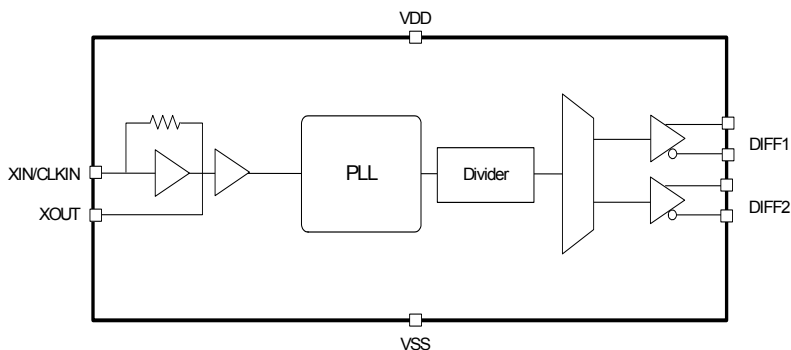 VDD
XIN/CLKIN
XOUT
PLL
Divider
DIFF1
DIFF2
VSS